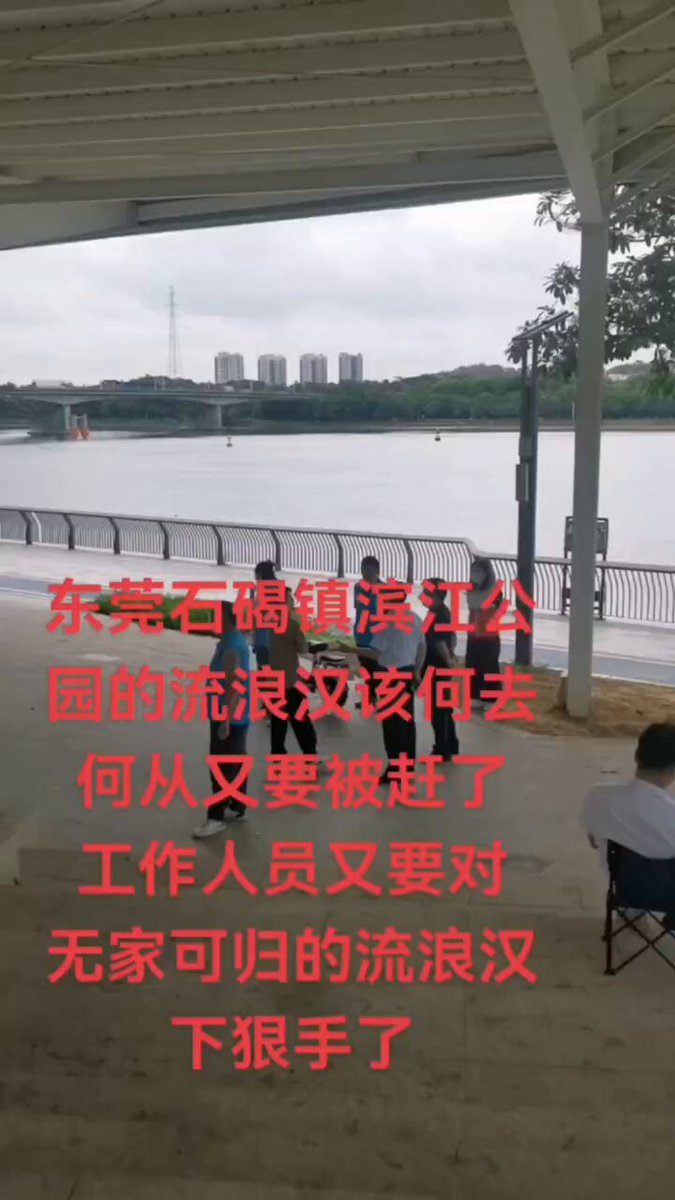 东莞石碣镇滨江公
园的流浪汉该何去
何从又要被赶了
工作人员又要对
无家可归的流浪汉
下狠手了